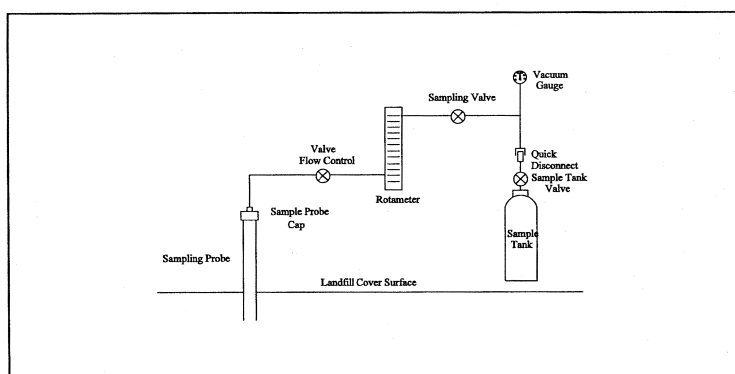 Vacuum
Gauge
Sampling Valve
Valve
Flow Control
Quick
Disconnect
Sample Tank
Valve
Rotameter
Sample Probe
Cap
Sample
Tank
Sampling Probe
Landfill Cover Surface